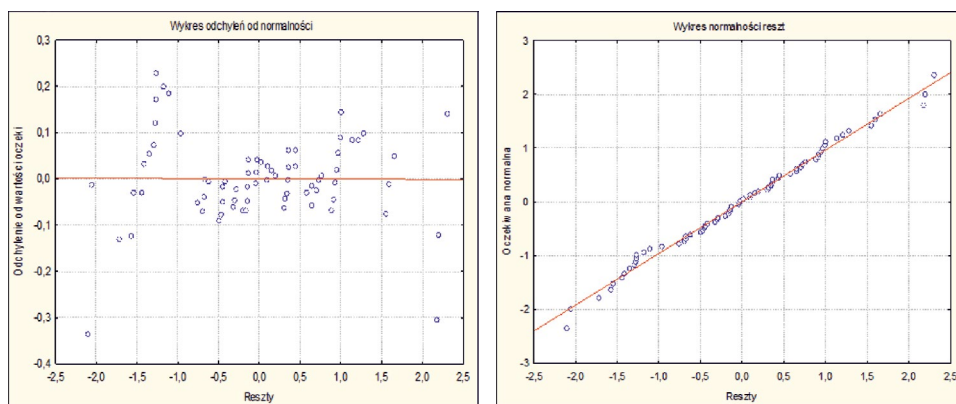 Wykres odchyleń od normalności
0,3
0,2
0,1
0,0
-0,1
-0,2
-0,3
-0,4
Odchylenie od wartości oczeki
-2,5 -2,0 -1,5 -1,0 -0,5 0,0 0,5 1,0 1,5 2,0 2,5
Reszty
Wykres normalności reszt
3
2
1
0
-1
-2
-3
Oczekiwana normalna
-2,5 -2,0 -1,5 -1,0 -0,5 0,0 0,5 1,0 1,5 2,0 2,5
Reszty